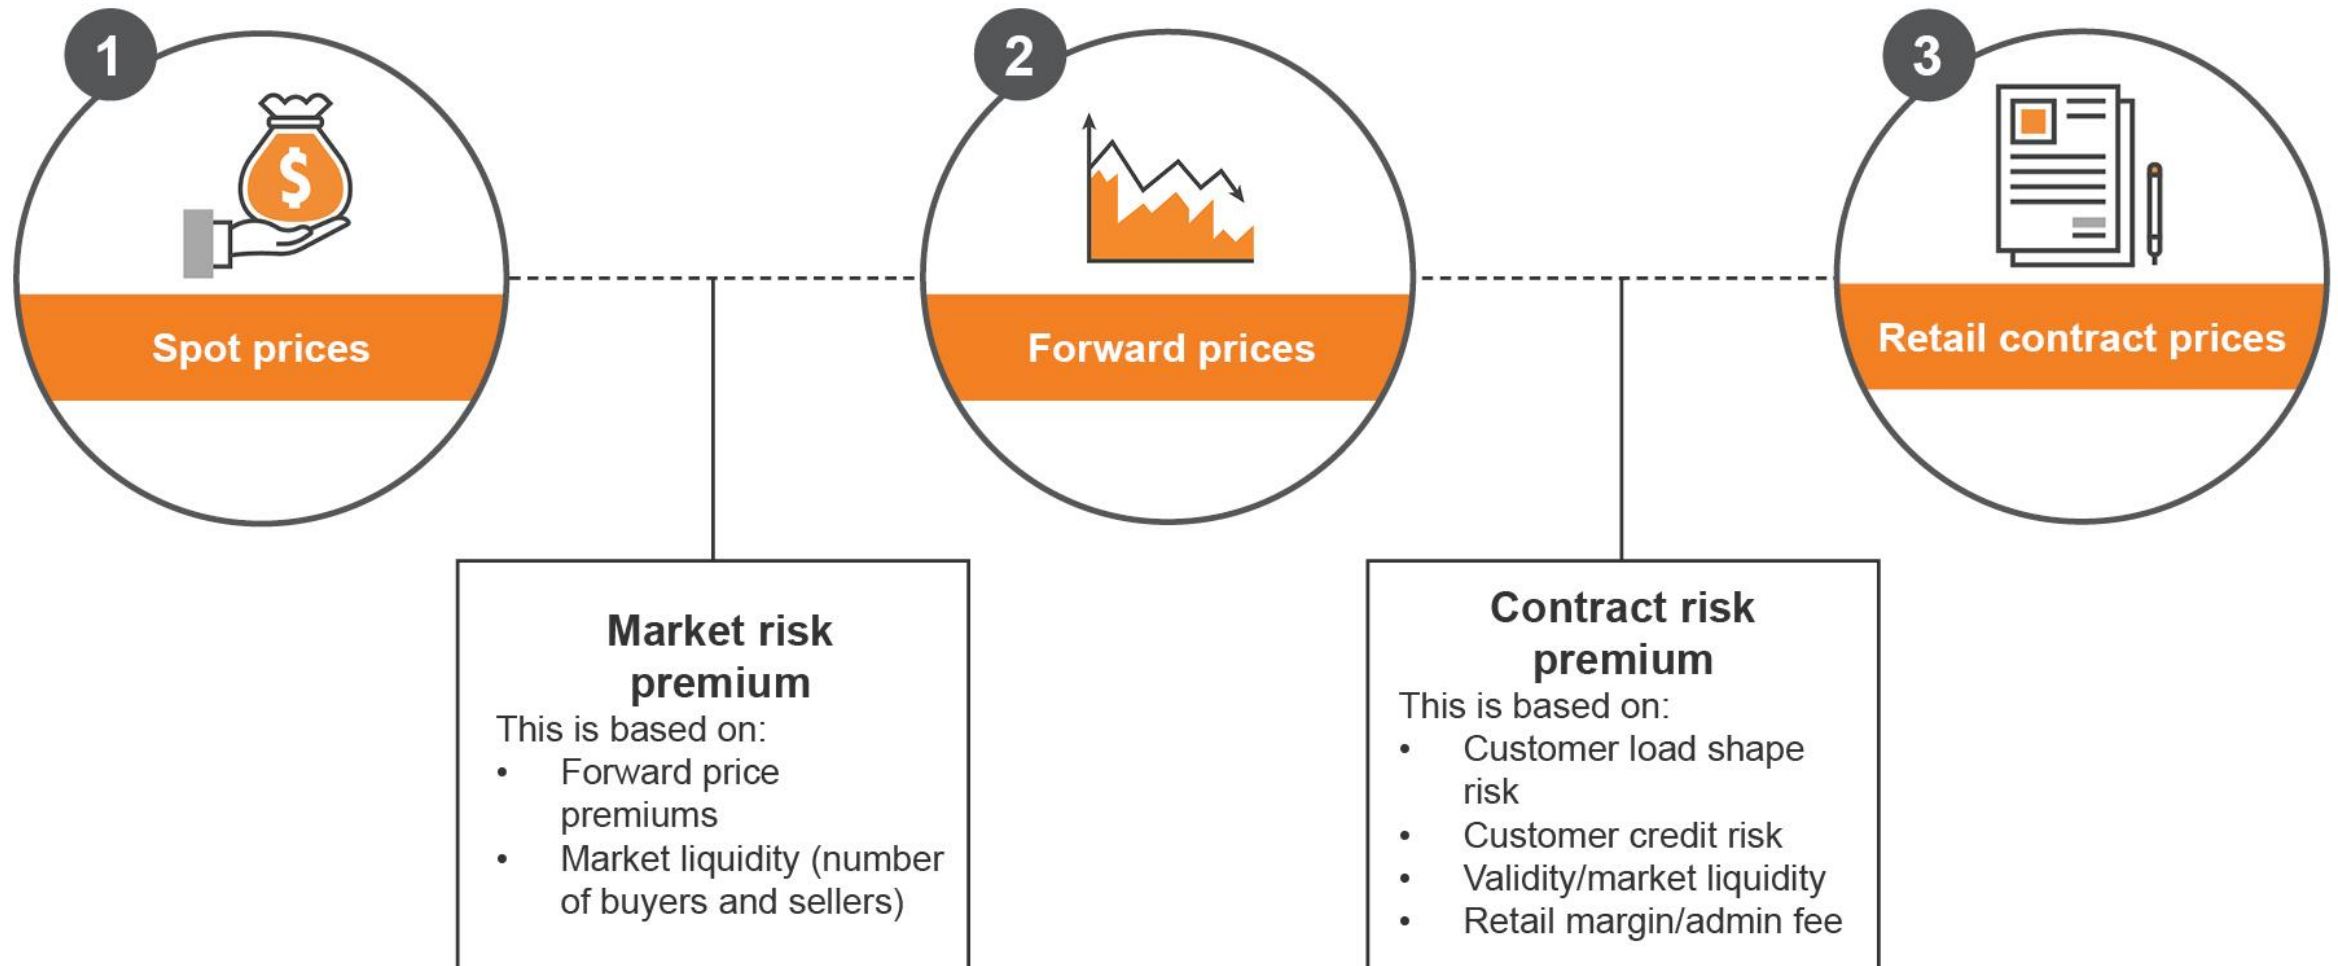 1
$
Spot prices
2
Forward prices
3
Retail contract prices
Market risk
premium
This is based on:
• Forward price
premiums
• Market liquidity (number
of buyers and sellers)
Contract risk
premium
This is based on:
• Customer load shape
risk
• Customer credit risk
• Validity/market liquidity
• Retail margin/admin fee